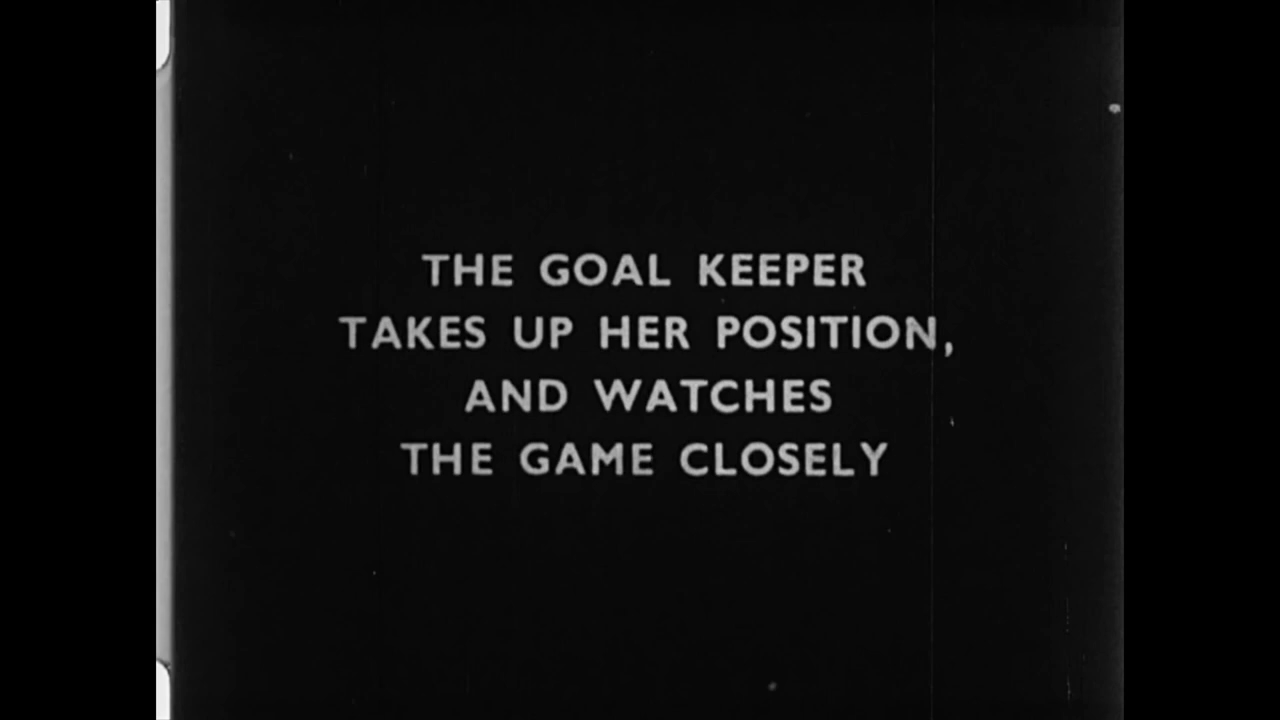 THE GOAL KEEPER
TAKES UP HER POSITION,
AND WATCHES
THE GAME CLOSELY